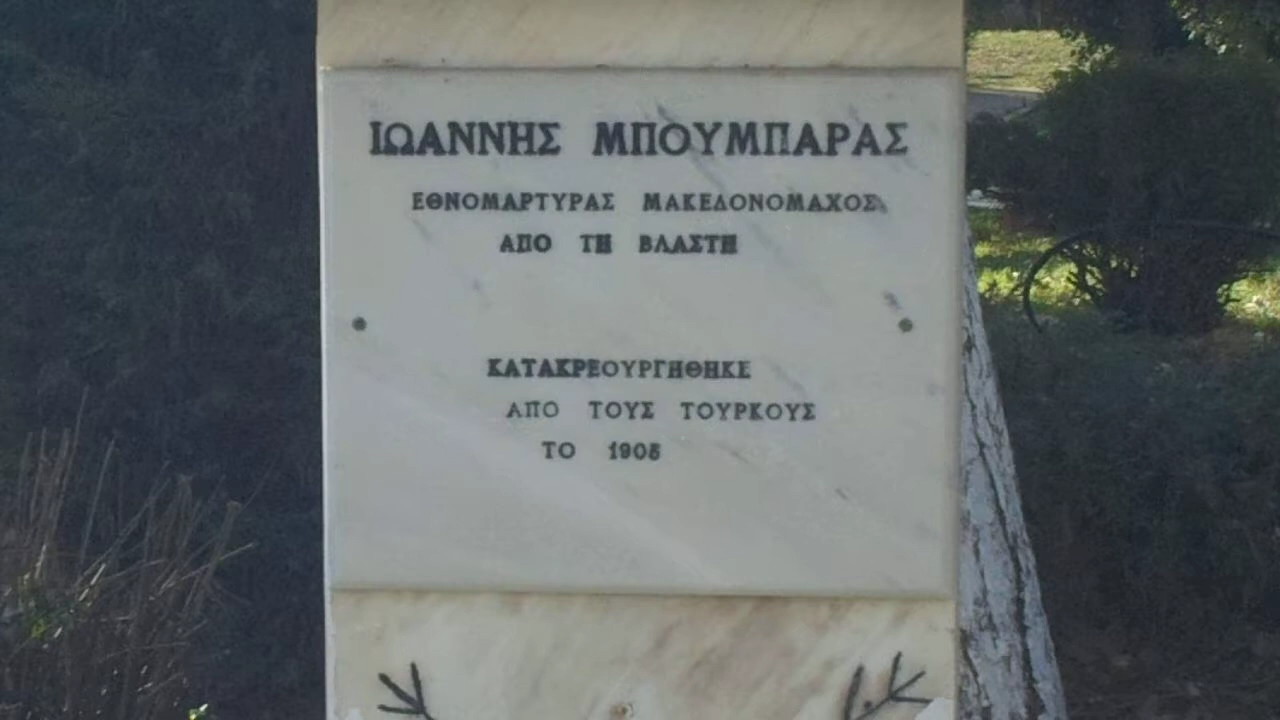 ΙΩΑΝΝΗΣ ΜΠΟΥΜΠΑΡΑΣ
ΕΘΝΟΜΑΡΤΥΡΑΣ ΜΑΚΕΔΟΝΟΜΑΧΟΣ
ΑΠΟ ΤΗ ΒΛΑΣΤΗ
ΚΑΤΑΚΡΕΟΥΡΓΗΘΗΚΕ
ΑΠΟ ΤΟΥΣ ΤΟΥΡΚΟΥΣ
ΤΟ 1905